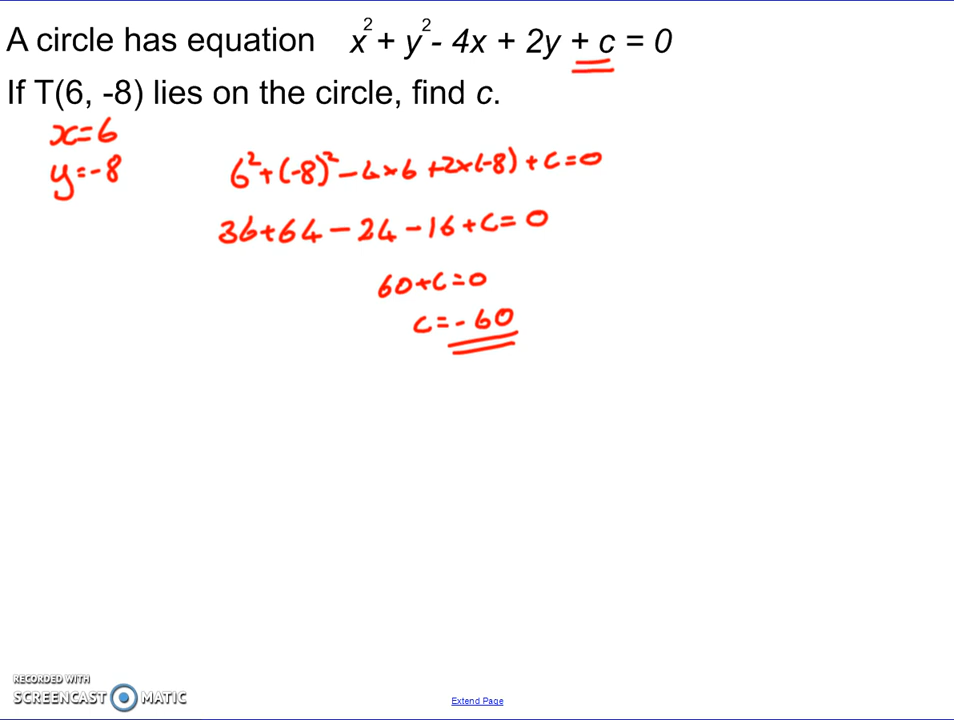 A circle has equation x² + y² - 4x + 2y + c = 0
If T(6, -8) lies on the circle, find c.
x=6
y=-8
6²+(-8)²-4×6+2×(-8)+c=0
36+64-24-16+c=0
60+c=0
c=-60
RECORDED WITH
SCREENCAST MATIC
Extend Page